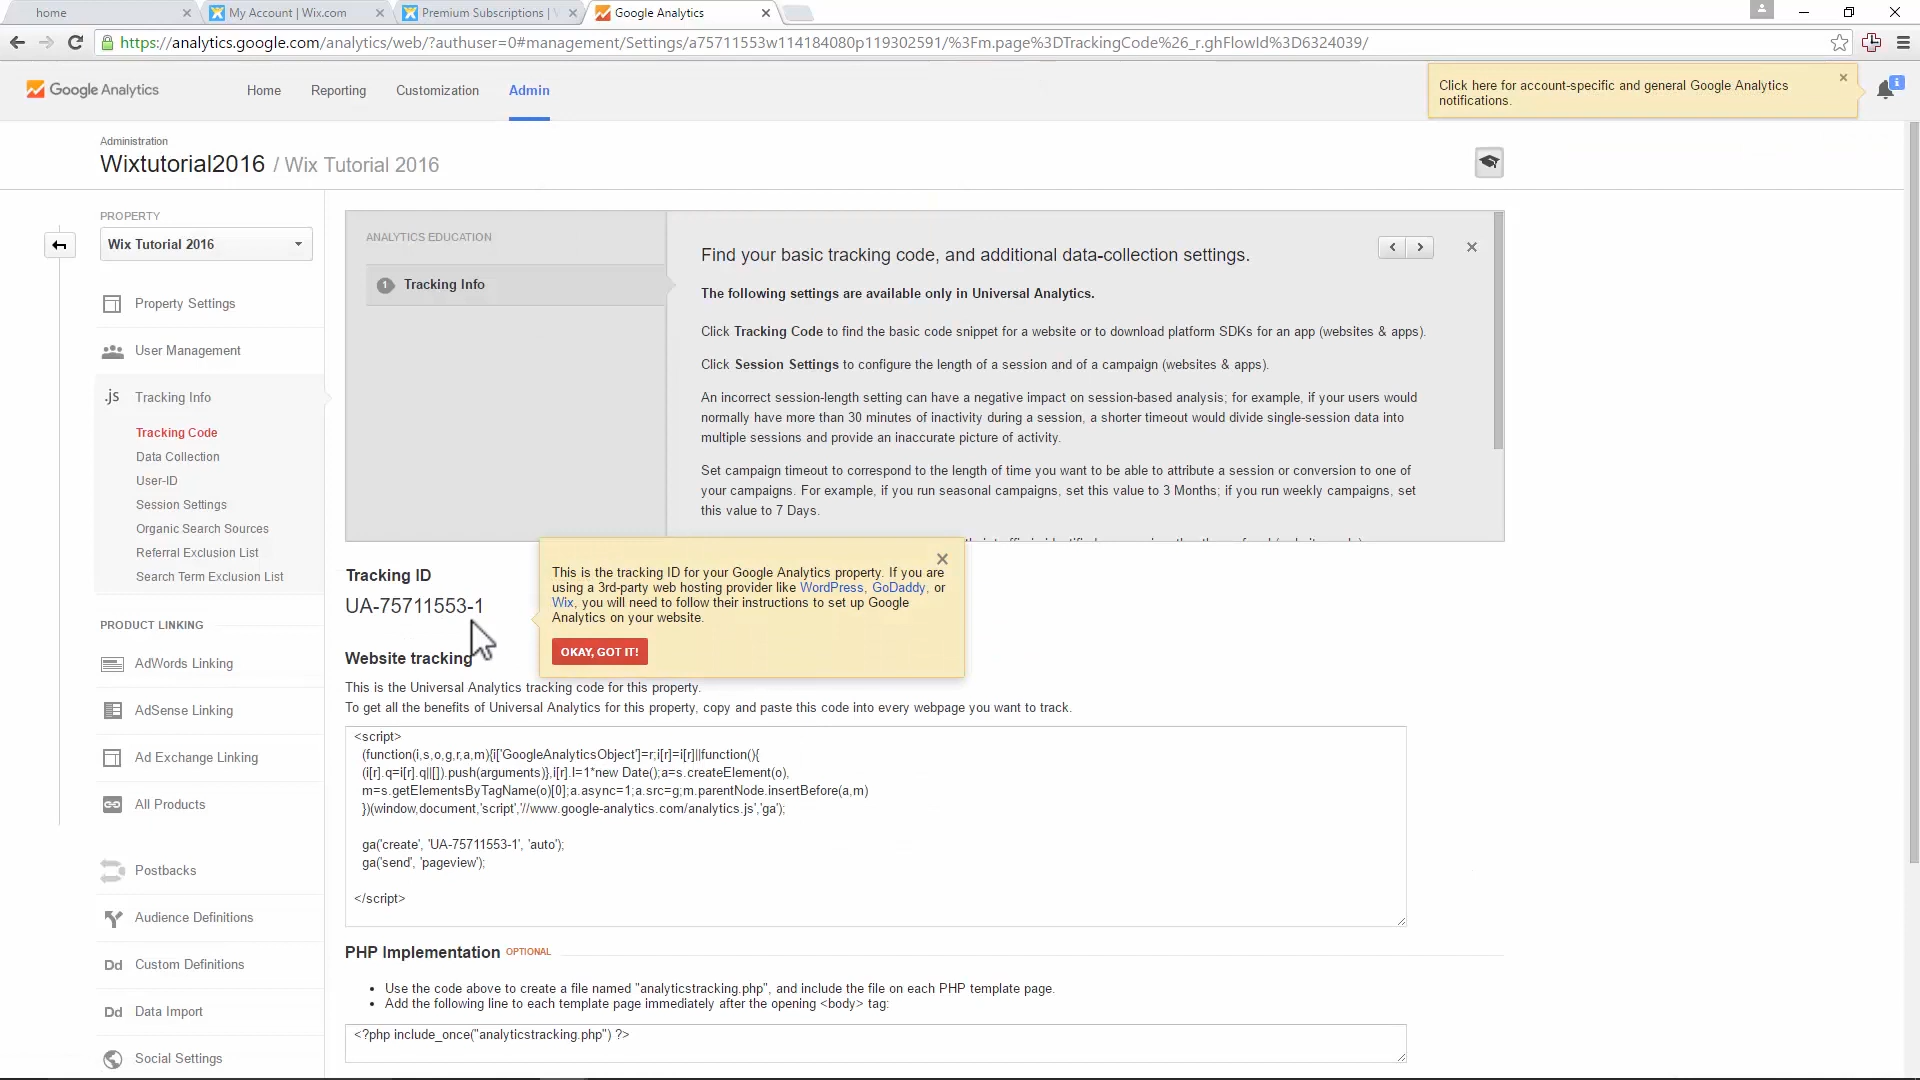 home
My Account | Wix.com
Premium Subscriptions |
Google Analytics
https://analytics.google.com/analytics/web/?authuser=0#management/Settings/a75711553w114184080p119302591/%3Fm.page%3DTrackingCode%26_r.ghFlowId%3D6324039/
Google Analytics
Home
Reporting
Customization
Admin
Click here for account-specific and general Google Analytics
notifications.
Administration
Wixtutorial2016 / Wix Tutorial 2016
PROPERTY
Wix Tutorial 2016
Property Settings
User Management
.js Tracking Info
Tracking Code
Data Collection
User-ID
Session Settings
Organic Search Sources
Referral Exclusion List
Search Term Exclusion List
PRODUCT LINKING
AdWords Linking
AdSense Linking
Ad Exchange Linking
All Products
Postbacks
Audience Definitions
Dd Custom Definitions
Dd Data Import
Social Settings
ANALYTICS EDUCATION
1 Tracking Info
Find your basic tracking code, and additional data-collection settings.
The following settings are available only in Universal Analytics.
Click Tracking Code to find the basic code snippet for a website or to download platform SDKs for an app (websites & apps).
Click Session Settings to configure the length of a session and of a campaign (websites & apps).
An incorrect session-length setting can have a negative impact on session-based analysis; for example, if your users would
normally have more than 30 minutes of inactivity during a session, a shorter timeout would divide single-session data into
multiple sessions and provide an inaccurate picture of activity.
Set campaign timeout to correspond to the length of time you want to be able to attribute a session or conversion to one of
your campaigns. For example, if you run seasonal campaigns, set this value to 3 Months; if you run weekly campaigns, set
this value to 7 Days.
Tracking ID
UA-75711553-1
This is the tracking ID for your Google Analytics property. If you are
using a 3rd-party web hosting provider like WordPress, GoDaddy, or
Wix, you will need to follow their instructions to set up Google
Analytics on your website.
OKAY, GOT IT!
Website tracking
This is the Universal Analytics tracking code for this property.
To get all the benefits of Universal Analytics for this property, copy and paste this code into every webpage you want to track.
<script>
(function(i,s,o,g,r,a,m){i['GoogleAnalyticsObject']=r;i[r]=i[r]||function(){
(i[r].q=i[r].q||[]).push(arguments)},i[r].l=1*new Date();a=s.createElement(o),
m=s.getElementsByTagName(o)[0];a.async=1;a.src=g;m.parentNode.insertBefore(a,m)
})(window,document,'script','//www.google-analytics.com/analytics.js','ga');
ga('create', 'UA-75711553-1', 'auto');
ga('send', 'pageview');
</script>
PHP Implementation OPTIONAL
• Use the code above to create a file named "analyticstracking.php", and include the file on each PHP template page.
• Add the following line to each template page immediately after the opening <body> tag:
<?php include_once("analyticstracking.php") ?>